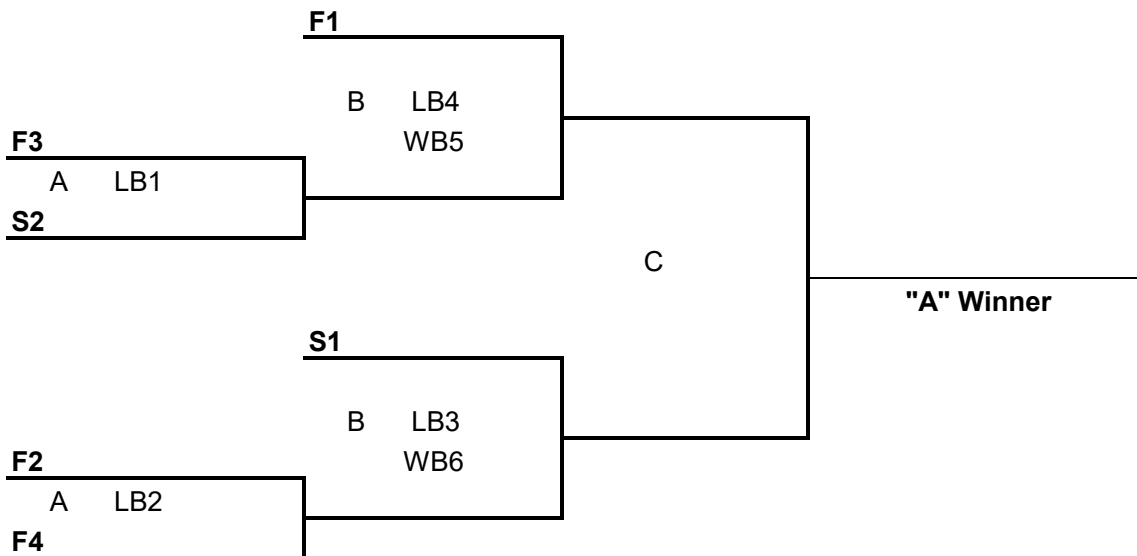 F1
B LB4
WB5
F3
A LB1
S2
C
"A" Winner
S1
B LB3
WB6
F2
A LB2
F4